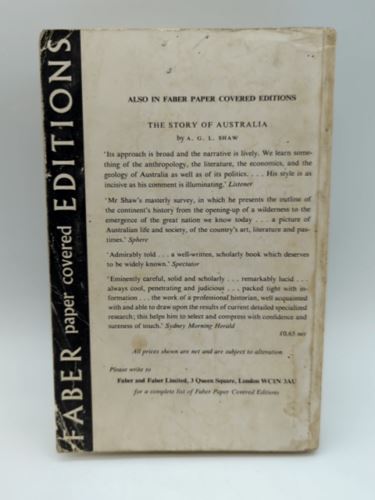 FABER paper covered EDITIONS
ALSO IN FABER PAPER COVERED EDITIONS
THE STORY OF AUSTRALIA
by A. G. L. SHAW
'Its approach is broad and the narrative is lively. We learn some-
thing of the anthropology, the literature, the economics, and the
geology of Australia as well as of its politics. . . . His style is as
incisive as his comment is illuminating.' Listener
'Mr Shaw's masterly survey, in which he presents the outline of
the continent's history from the opening-up of a wilderness to the
emergence of the great nation we know today . . . a picture of
Australian life and society, of the country's art, literature and pas-
times.' Sphere
'Admirably told . . . a well-written, scholarly book which deserves
to be widely known.' Spectator
'Eminently careful, solid and scholarly . . . remarkably lucid . . .
always cool, penetrating and judicious . . . packed tight with in-
formation . . . the work of a professional historian, well acquainted
with and able to draw upon the results of current detailed specialized
research; this helps him to select and compress with confidence and
sureness of touch.' Sydney Morning Herald
£0.65 net
All prices shown are net and are subject to alteration
Please write to
Faber and Faber Limited, 3 Queen Square, London WC1N 3AU
for a complete list of Faber Paper Covered Editions